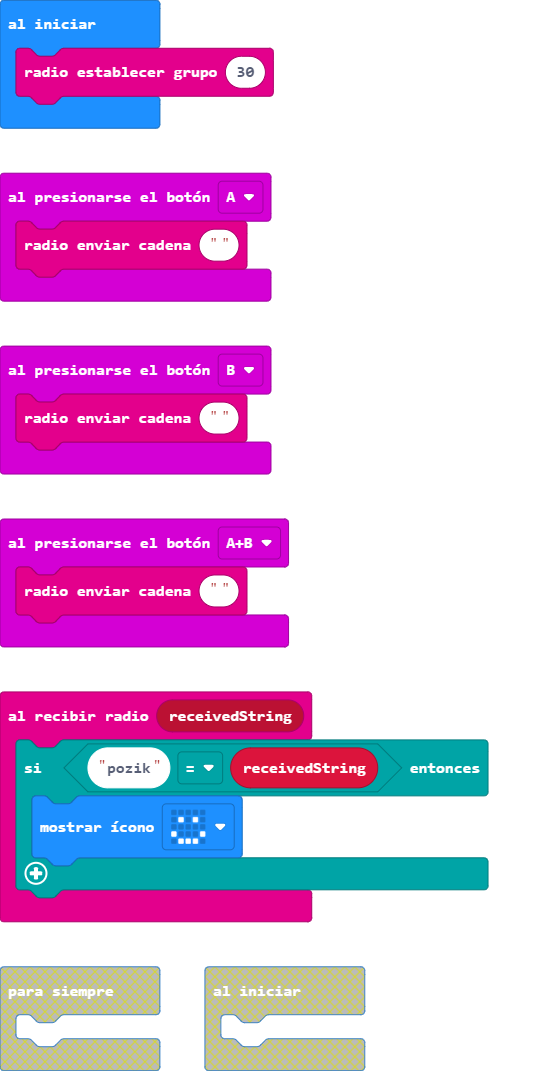 al iniciar
radio establecer grupo 30
al presionarse el botón A
radio enviar cadena " "
al presionarse el botón B
radio enviar cadena " "
al presionarse el botón A+B
radio enviar cadena " "
al recibir radio receivedString
si "pozik" = receivedString entonces
mostrar ícono
para siempre al iniciar